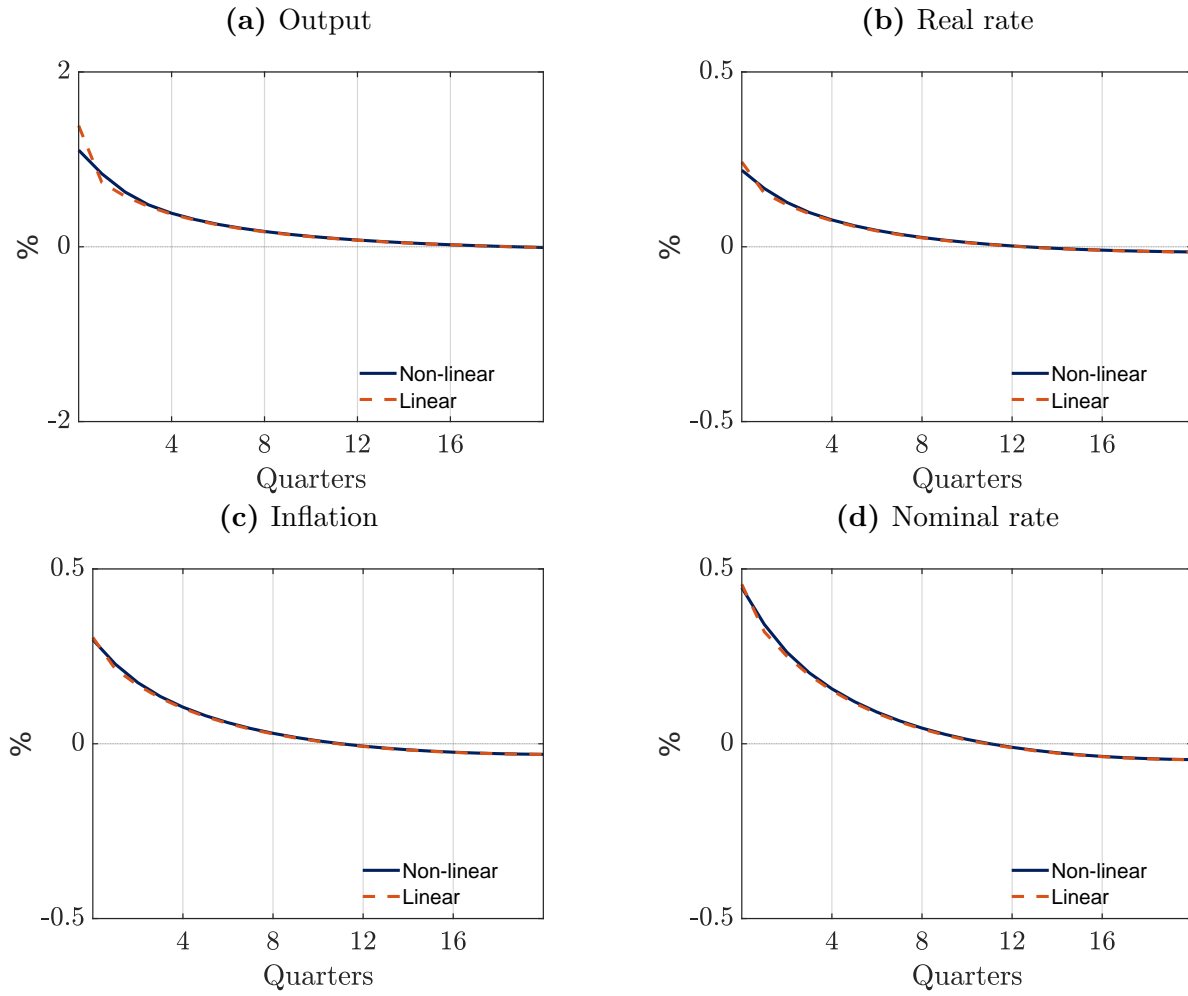 (a) Output
2
1
0
-1
-2
%
4 8 12 16
Quarters
Non-linear
Linear
(b) Real rate
0.5
0
-0.5
%
4 8 12 16
Quarters
Non-linear
Linear
(c) Inflation
0.5
0
-0.5
%
4 8 12 16
Quarters
Non-linear
Linear
(d) Nominal rate
0.5
0
-0.5
%
4 8 12 16
Quarters
Non-linear
Linear